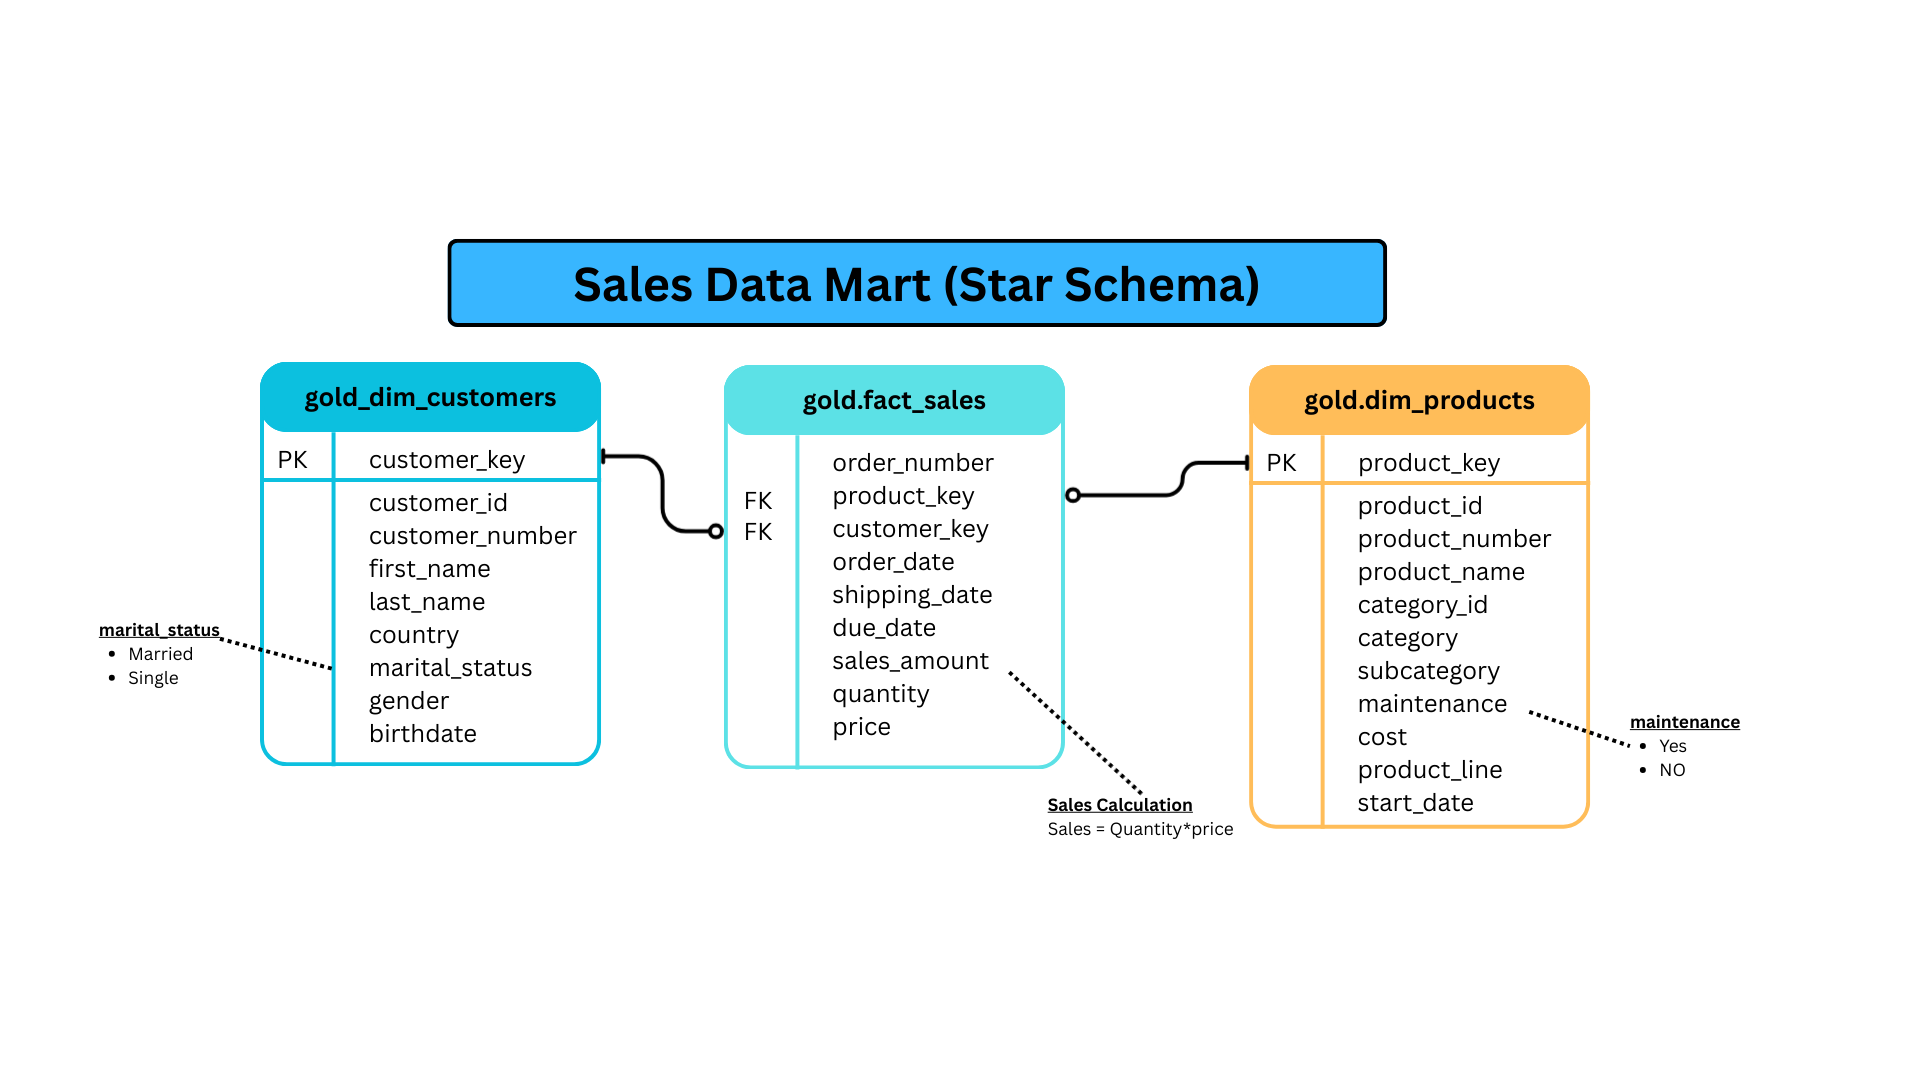 Sales Data Mart (Star Schema)
gold_dim_customers
PK customer_key
customer_id
customer_number
first_name
last_name
country
marital_status
gender
birthdate
marital_status
Married
Single
gold.fact_sales
order_number
FK product_key
FK customer_key
order_date
shipping_date
due_date
sales_amount
quantity
price
Sales Calculation
Sales = Quantity*price
gold.dim_products
PK product_key
product_id
product_number
product_name
category_id
category
subcategory
maintenance
cost
product_line
start_date
maintenance
Yes
NO